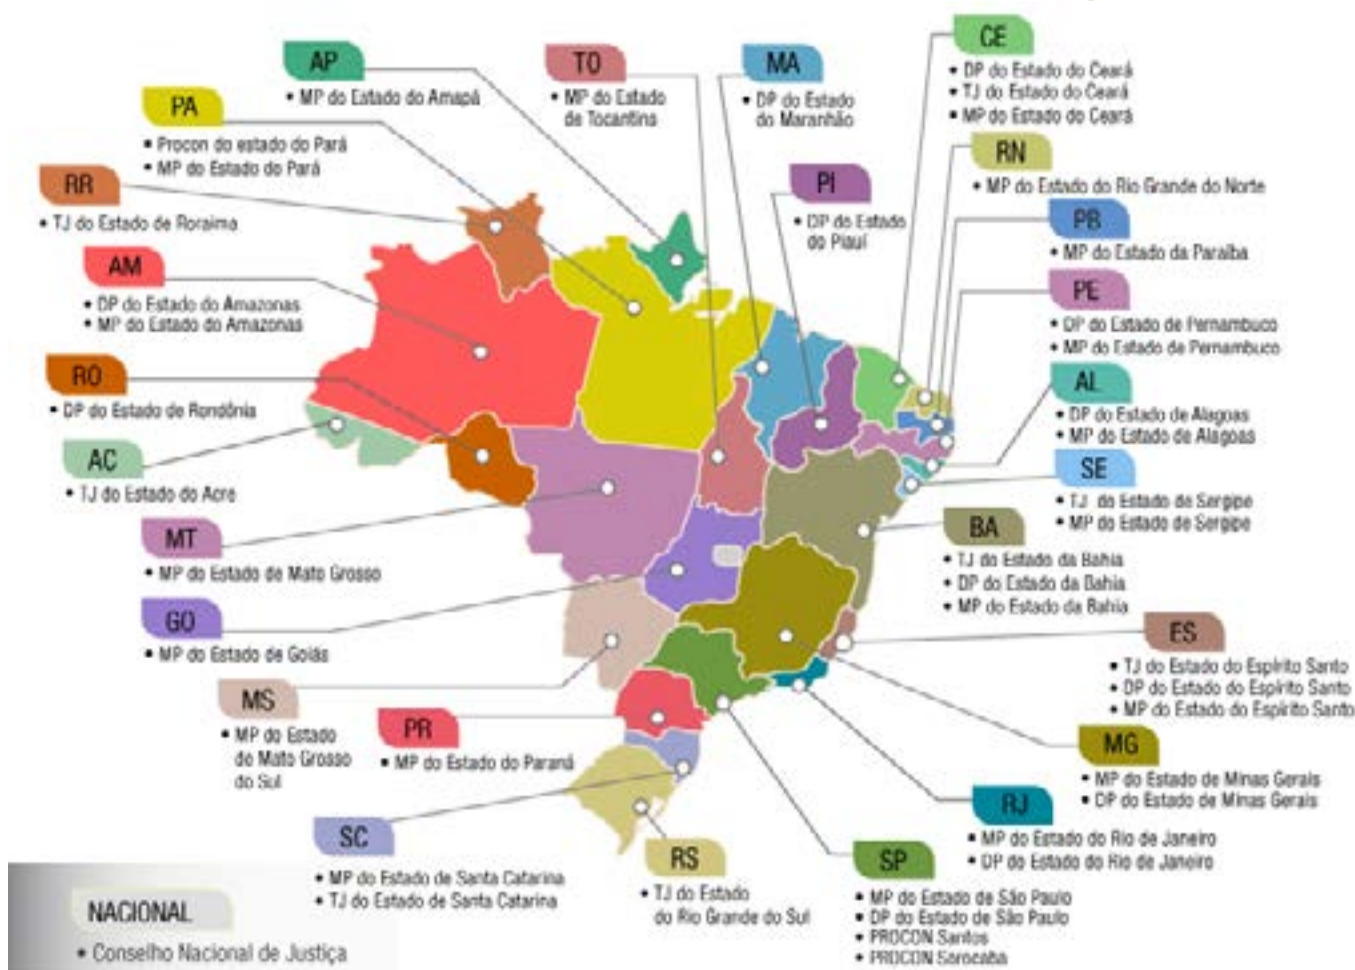 AP
• MP do Estado do Amapá
PA
• Procon do estado do Pará
• MP do Estado do Pará
RR
• TJ do Estado de Roraima
AM
• DP do Estado do Amazonas
• MP do Estado do Amazonas
RO
• DP do Estado de Rondônia
AC
• TJ do Estado do Acre
MT
• MP do Estado de Mato Grosso
GO
• MP do Estado de Goiás
MS
• MP do Estado
de Mato Grosso
do Sul
PR
• MP do Estado do Paraná
SC
• MP do Estado de Santa Catarina
• TJ do Estado de Santa Catarina
RS
• TJ do Estado
do Rio Grande do Sul
TO
• MP do Estado
de Tocantins
MA
• DP do Estado
do Maranhão
PI
• DP do Estado
do Piauí
CE
• DP do Estado do Ceará
• TJ do Estado do Ceará
• MP do Estado do Ceará
RN
• MP do Estado do Rio Grande do Norte
PB
• MP do Estado da Paraíba
PE
• DP do Estado de Pernambuco
• MP do Estado de Pernambuco
AL
• DP do Estado de Alagoas
• MP do Estado de Alagoas
SE
• TJ do Estado de Sergipe
• MP do Estado de Sergipe
BA
• TJ do Estado da Bahia
• DP do Estado da Bahia
• MP do Estado da Bahia
ES
• TJ do Estado do Espírito Santo
• DP do Estado do Espírito Santo
• MP do Estado do Espírito Santo
MG
• MP do Estado de Minas Gerais
• DP do Estado de Minas Gerais
RJ
• MP do Estado do Rio de Janeiro
• DP do Estado do Rio de Janeiro
SP
• MP do Estado de São Paulo
• DP do Estado de São Paulo
• PROCON Santos
• PROCON Sorocaba
NACIONAL
• Conselho Nacional de Justiça